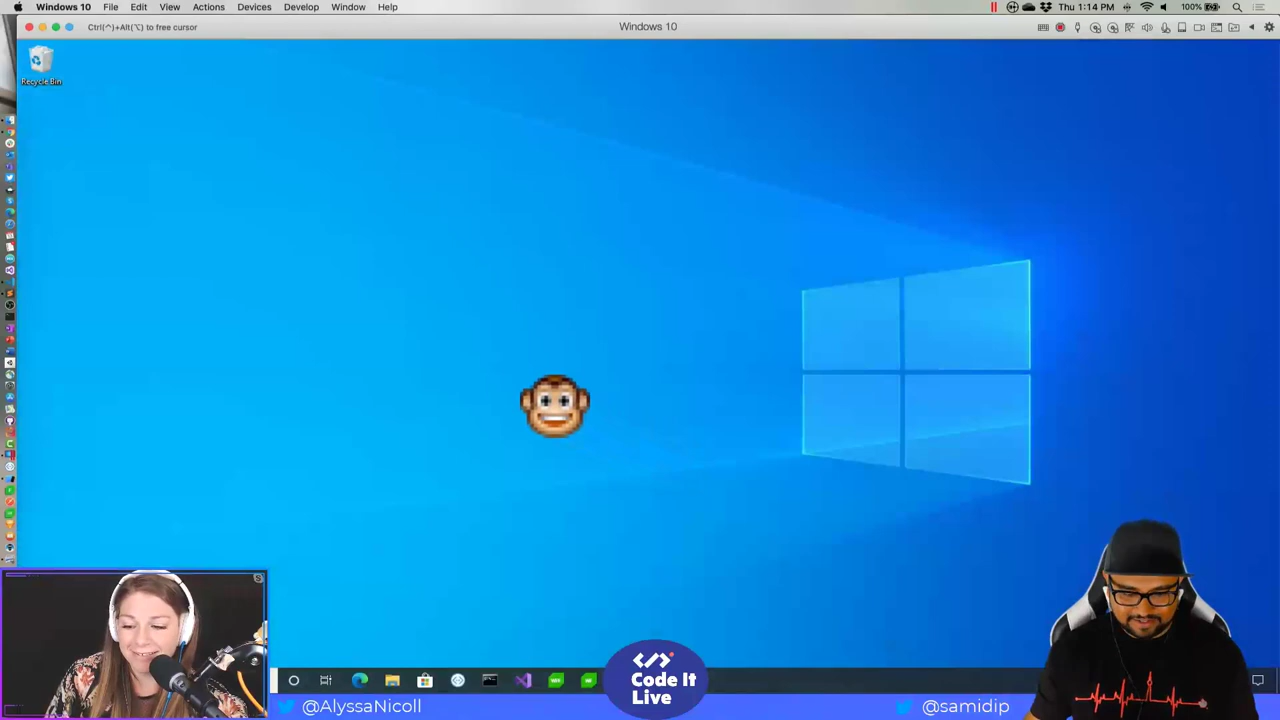 Windows 10 File Edit View Actions Devices Develop Window Help Thu 1:14 PM 100%
Ctrl(^)+Alt(⌥) to free cursor Windows 10
Recycle Bin
Code It
Live
@AlyssaNicoll @samidip